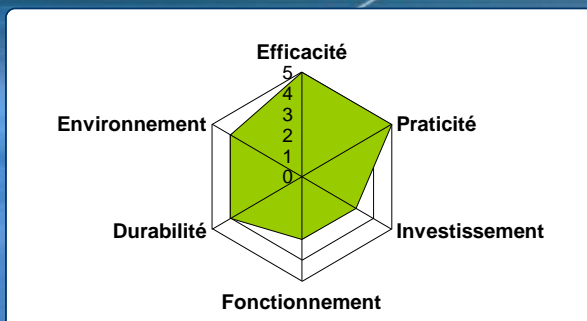 Efficacité
5
4
3
2
1
0
Environnement
Praticité
Durabilité
Investissement
Fonctionnement